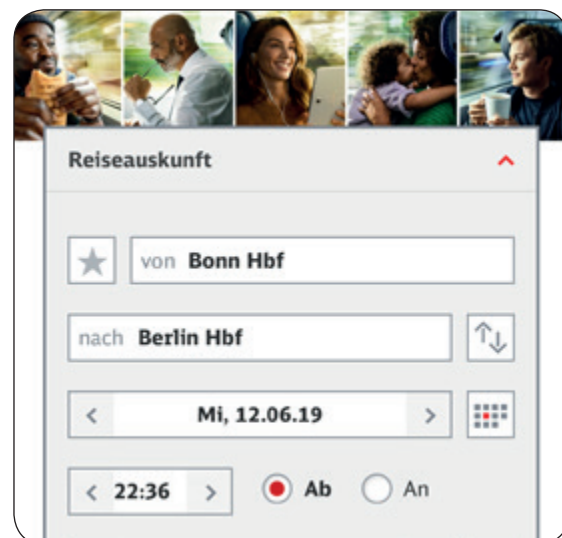 Reiseauskunft
von Bonn Hbf
nach Berlin Hbf
Mi, 12.06.19
22:36 Ab An